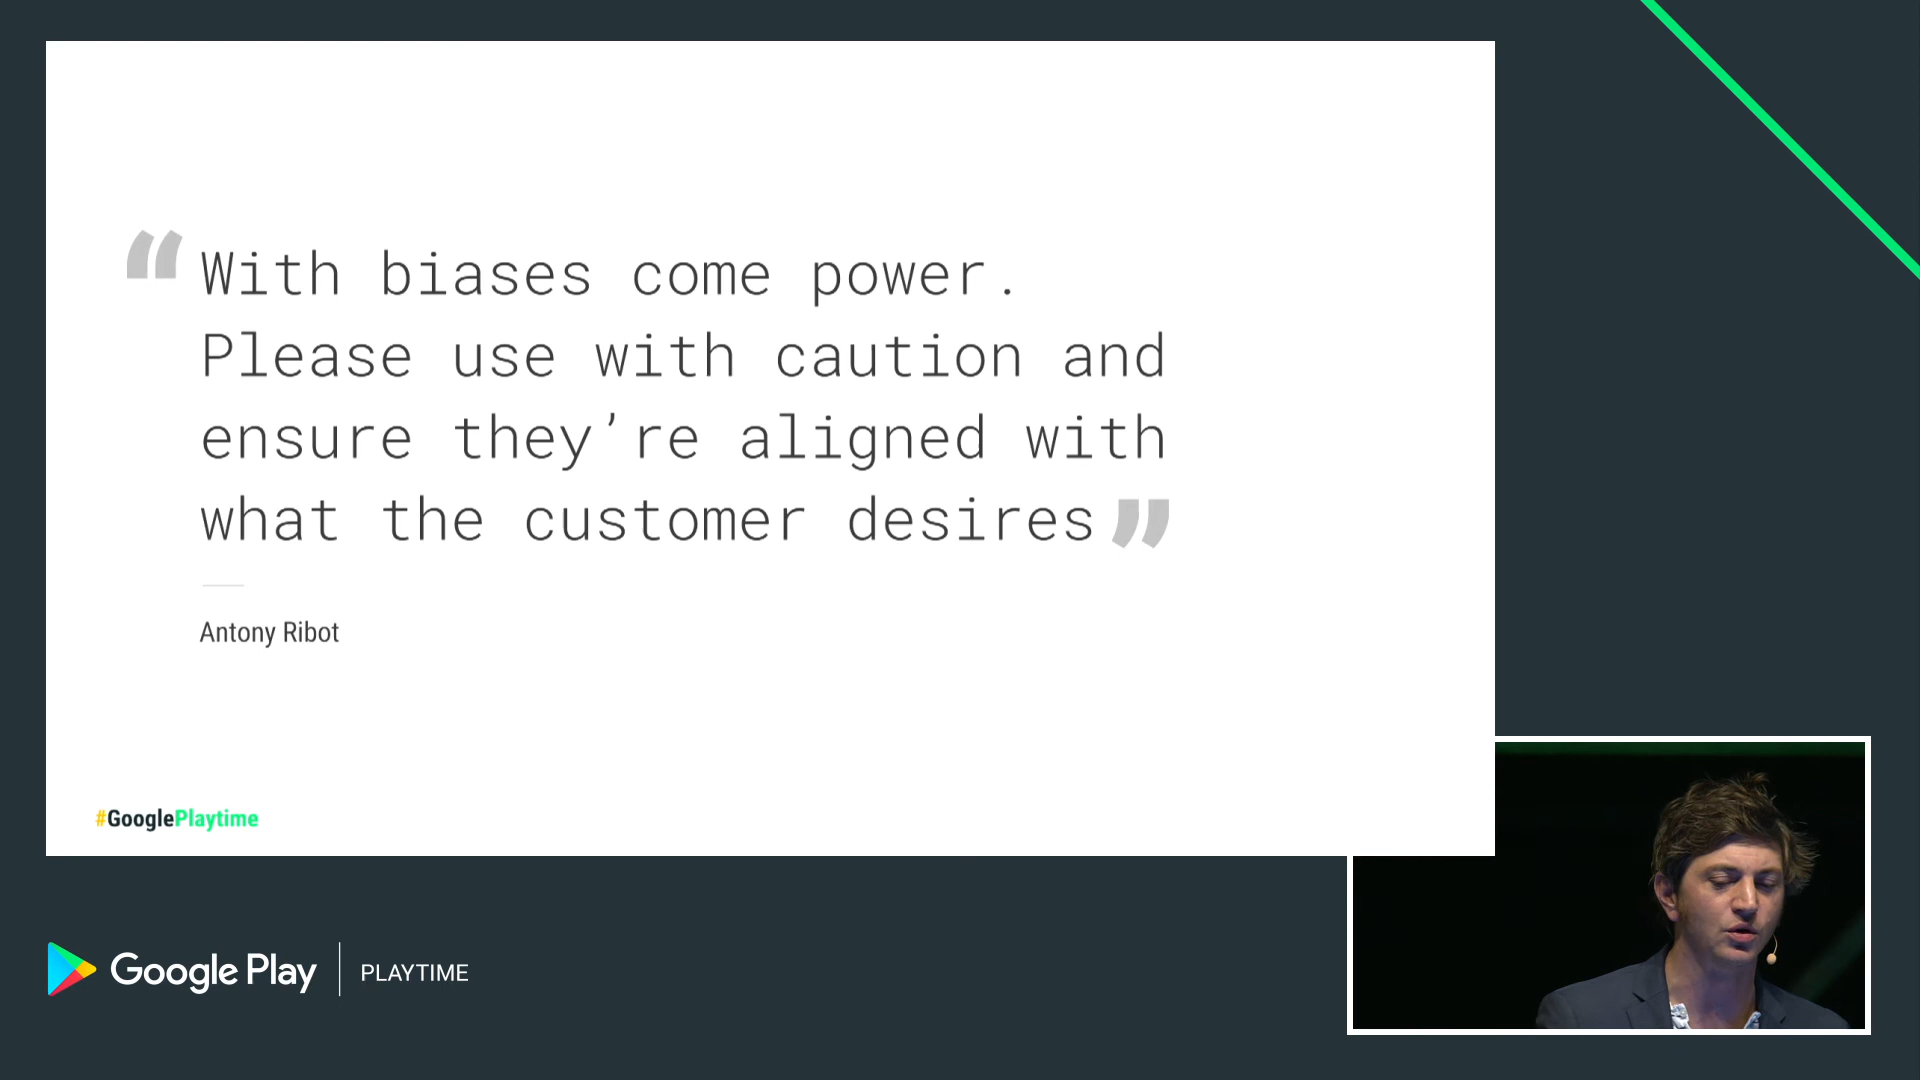 “With biases come power.
Please use with caution and
ensure they’re aligned with
what the customer desires”
Antony Ribot
#GooglePlaytime
Google Play | PLAYTIME